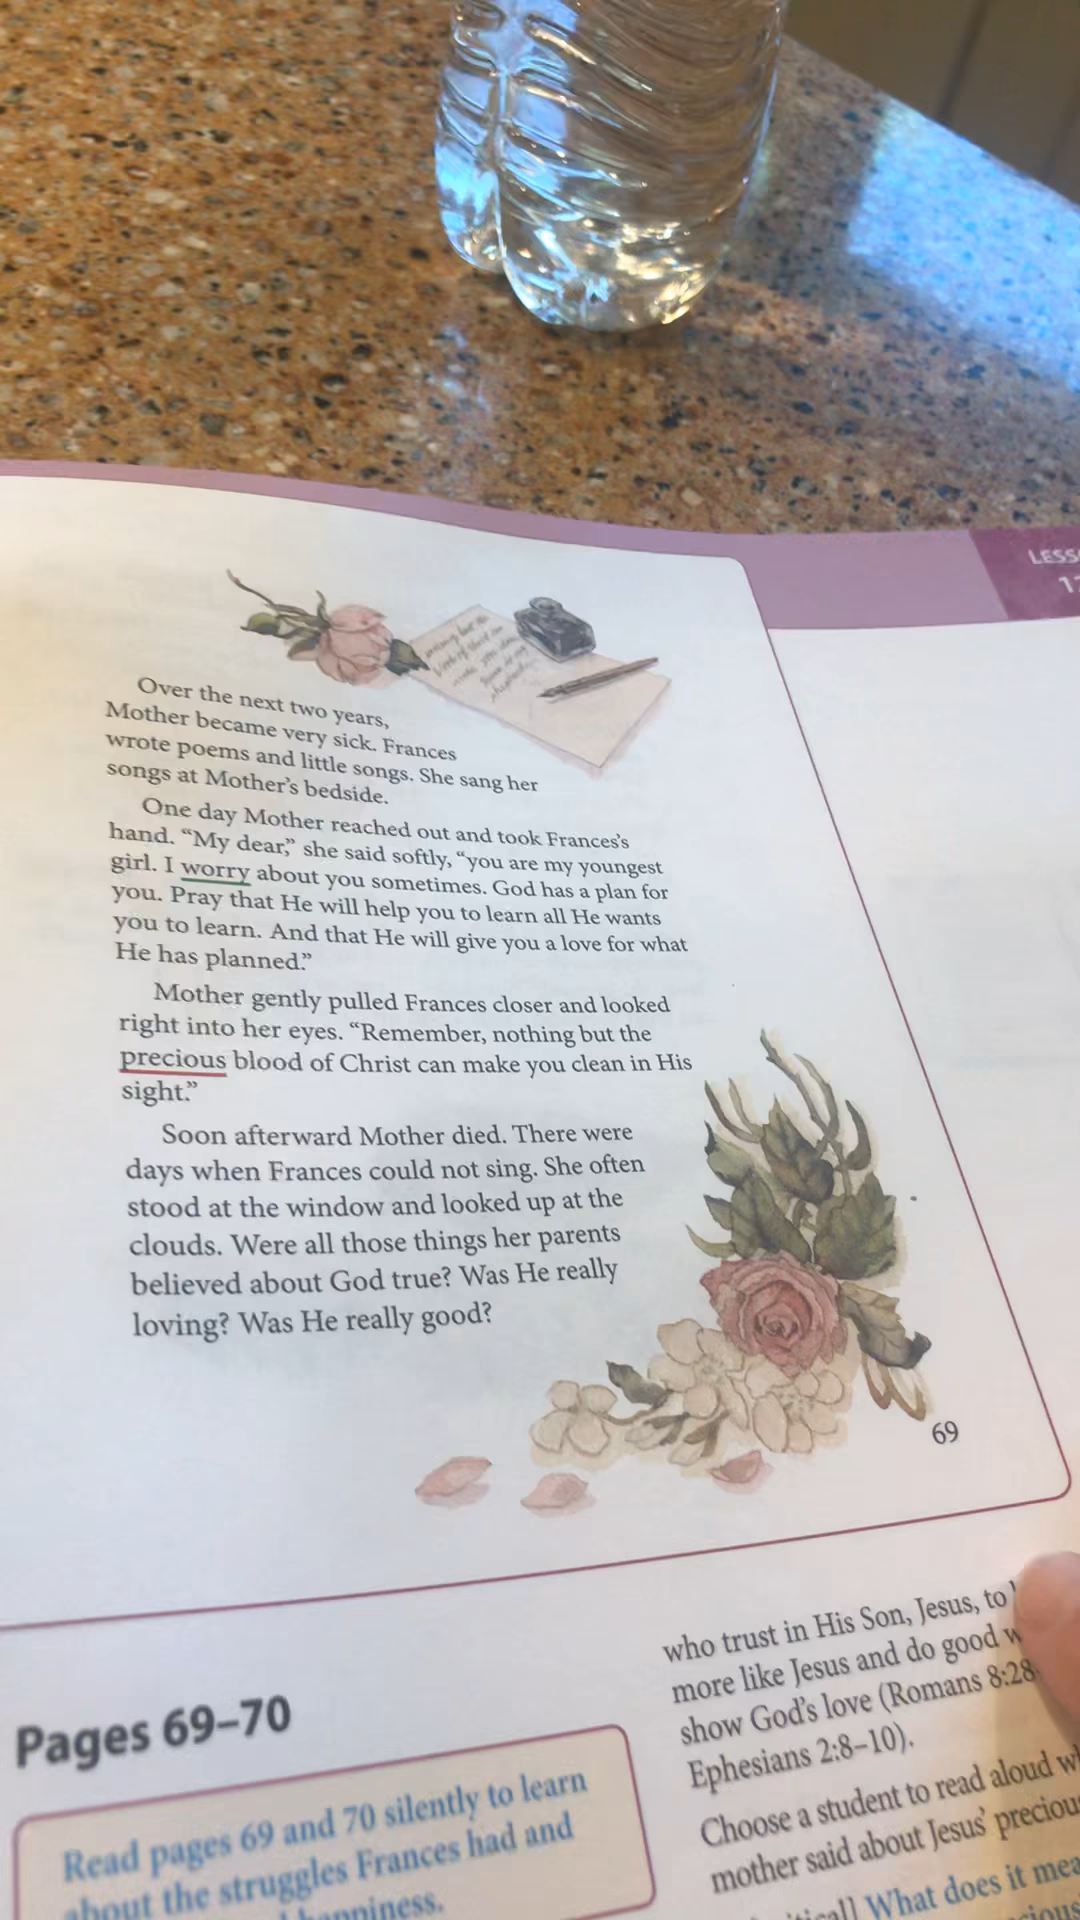 LESS
Over the next two years,
Mother became very sick. Frances
wrote poems and little songs. She sang her
songs at Mother’s bedside.
One day Mother reached out and took Frances’s
hand. “My dear,” she said softly, “you are my youngest
girl. I worry about you sometimes. God has a plan for
you. Pray that He will help you to learn all He wants
you to learn. And that He will give you a love for what
He has planned.”
Mother gently pulled Frances closer and looked
right into her eyes. “Remember, nothing but the
precious blood of Christ can make you clean in His
sight.”
Soon afterward Mother died. There were
days when Frances could not sing. She often
stood at the window and looked up at the
clouds. Were all those things her parents
believed about God true? Was He really
loving? Was He really good?
69
Pages 69–70
Read pages 69 and 70 silently to learn
about the struggles Frances had and
happiness.
who trust in His Son, Jesus, to
more like Jesus and do good
show God’s love (Romans 8:28
Ephesians 2:8–10).
Choose a student to read aloud
mother said about Jesus’
What does it